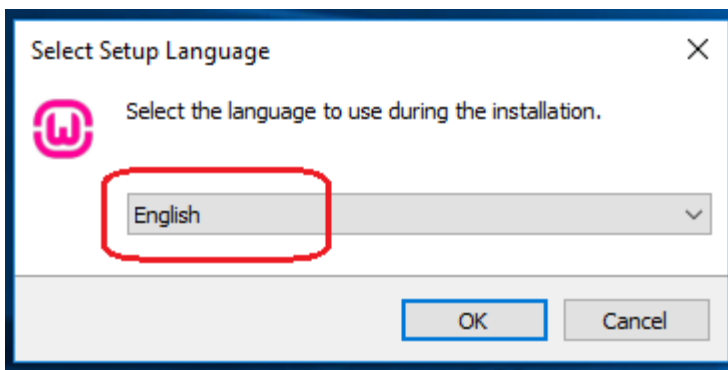 Select Setup Language
Select the language to use during the installation.
English
OK
Cancel